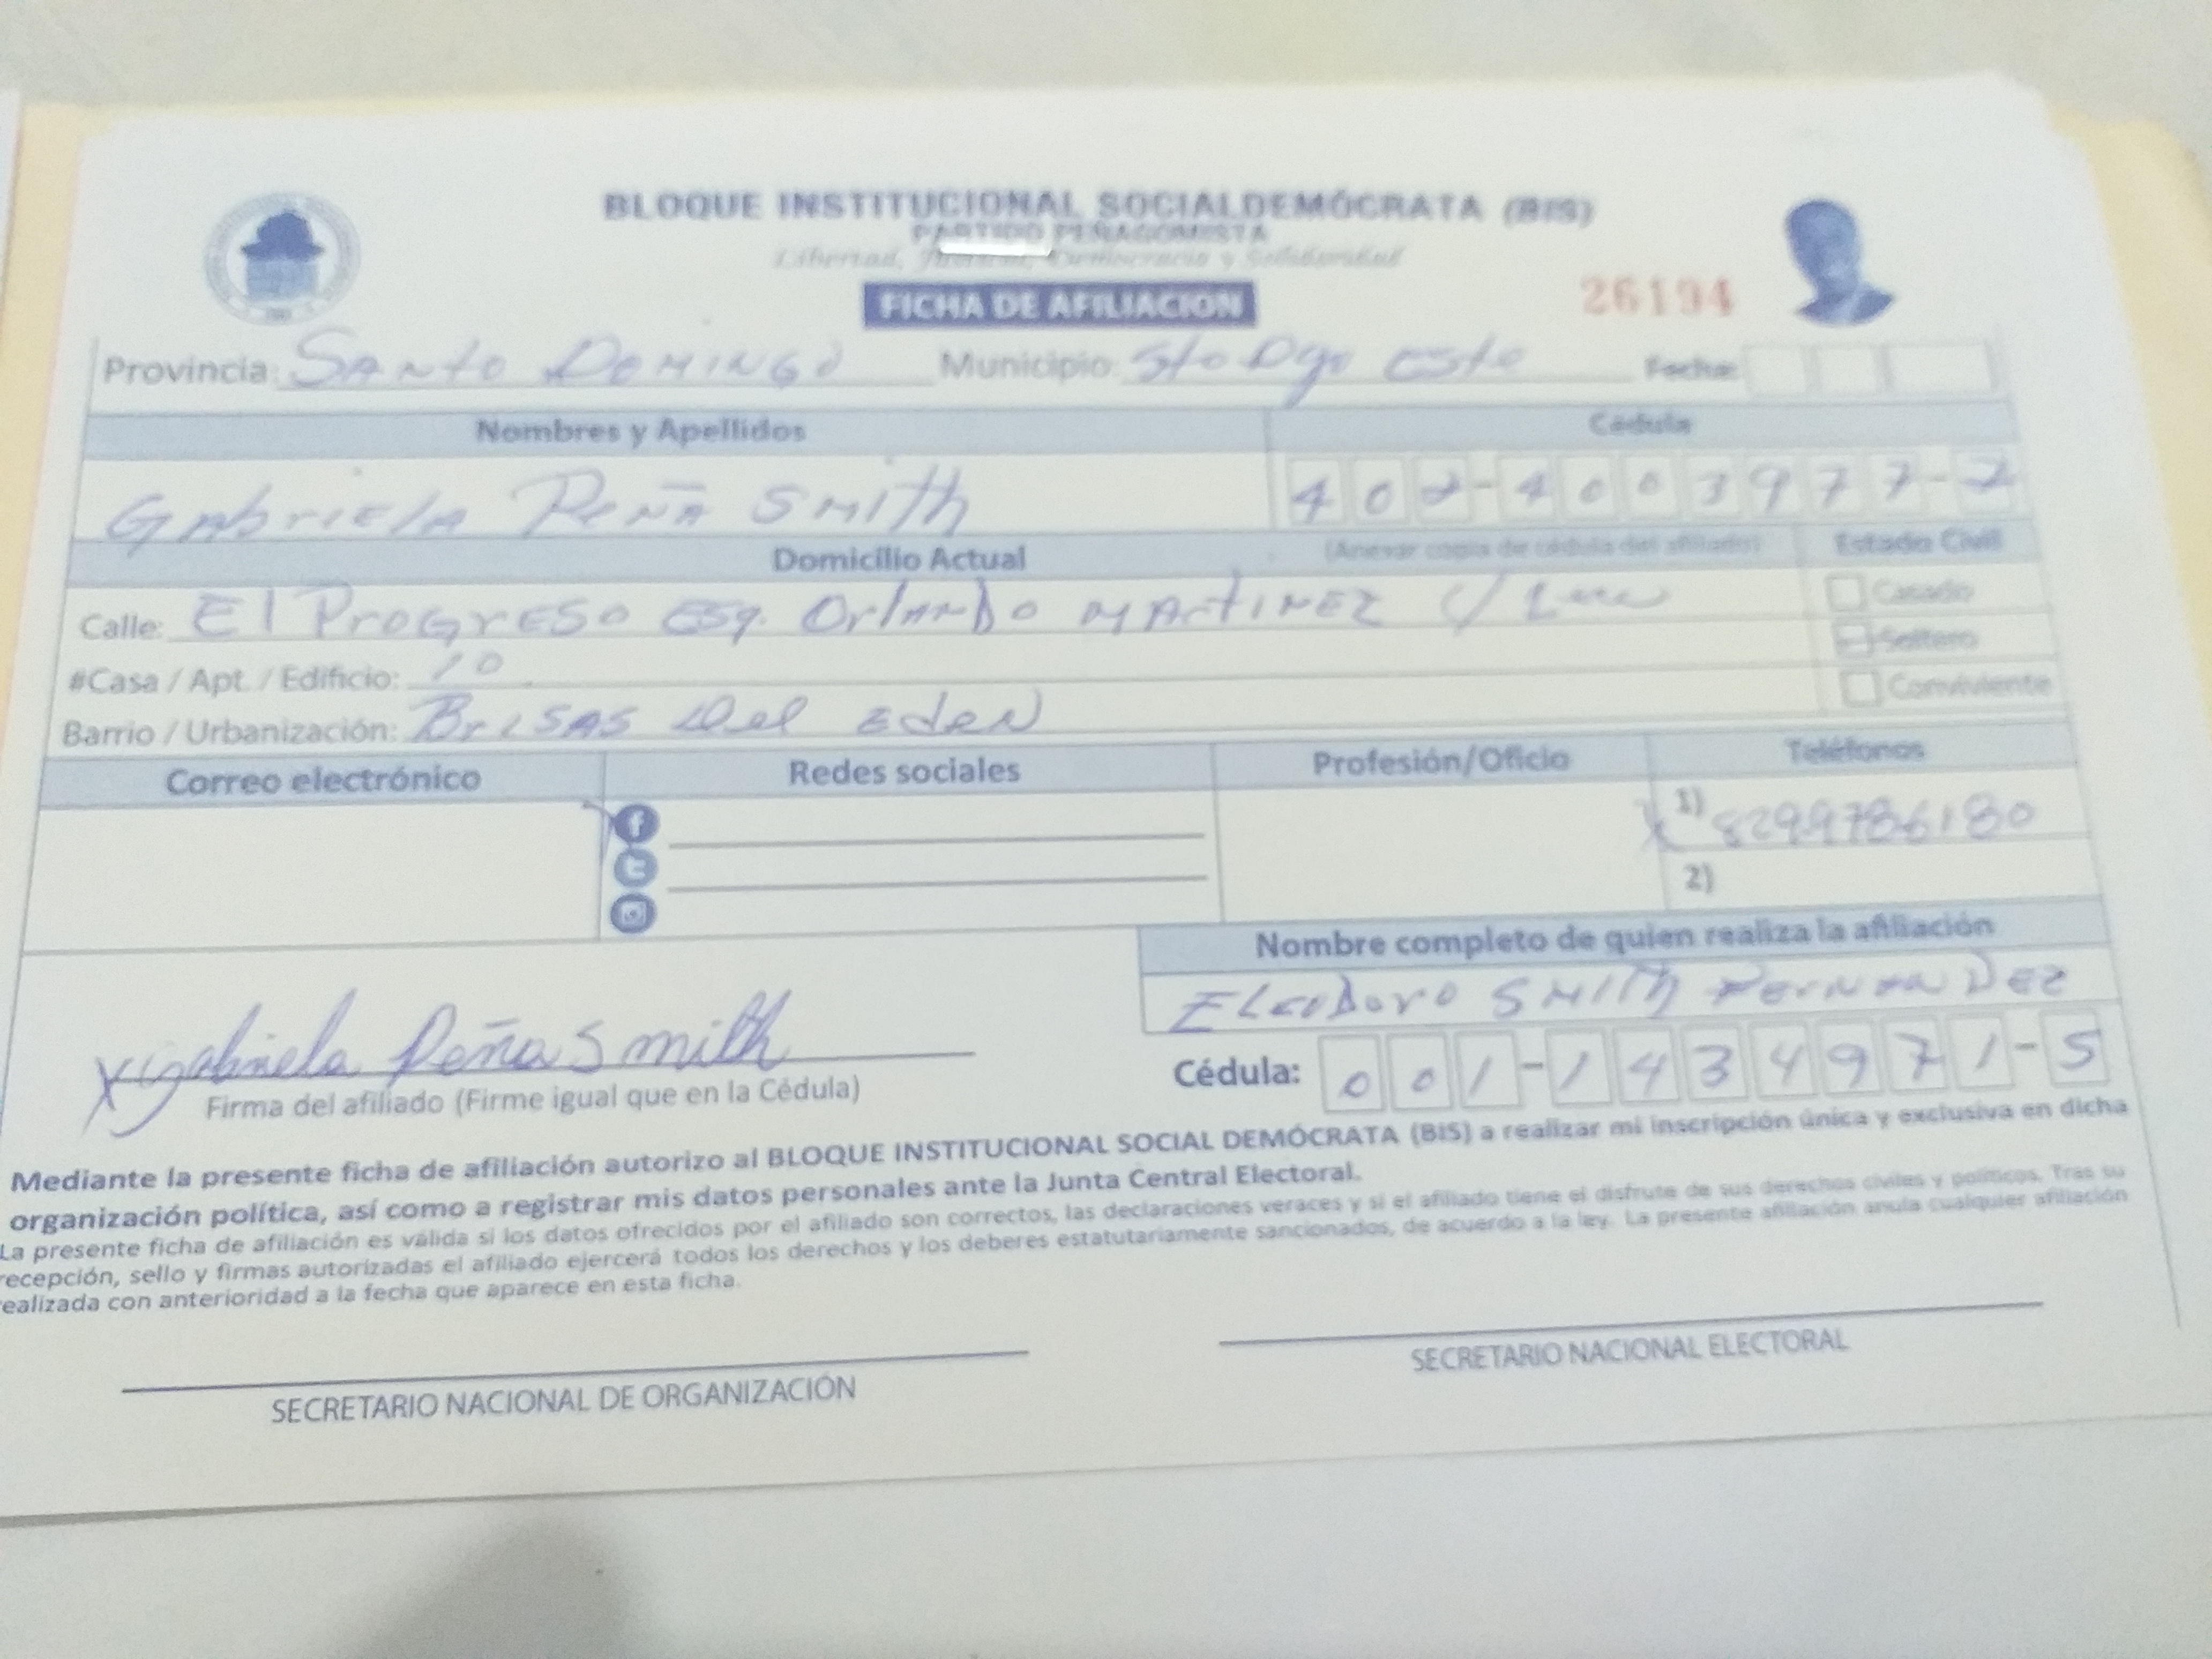 BLOQUE INSTITUCIONAL SOCIALDEMÓCRATA (BIS)
PARTIDO PEÑAGOMISTA
Libertad, Democracia y Solidaridad
FICHA DE AFILIACION
26194
Provincia: SANto DOMINGO Municipio: Sto Dgo Este Fecha:
Nombres y Apellidos Cédula
GAbriELA PEÑA SMITh 402-4003977-2
Domicilio Actual (Anexar copia de cédula del afiliado) Estado Civil
Calle: El ProGrESO ESq. OrlANDO MARTINEZ C/ Casado
#Casa / Apt. / Edificio: 10 Soltero
Barrio / Urbanización: BrISAS Del EdEN Conviviente
Correo electrónico Redes sociales Profesión/Oficio Teléfonos
1) 8299786180
2)
Nombre completo de quien realiza la afiliación
SMITh FErNANDEZ
X Gabriela Peña Smith
Cédula: 001-1434971-5
Firma del afiliado (Firme igual que en la Cédula)
Mediante la presente ficha de afiliación autorizo al BLOQUE INSTITUCIONAL SOCIAL DEMÓCRATA (BIS) a realizar mi inscripción única y exclusiva en dicha
organización política, así como a registrar mis datos personales ante la Junta Central Electoral.
La presente ficha de afiliación es válida si los datos ofrecidos por el afiliado son correctos, las declaraciones veraces y si el afiliado tiene el disfrute de sus derechos civiles y políticos. Tras su
recepción, sello y firmas autorizadas el afiliado ejercerá todos los derechos y los deberes estatutariamente sancionados, de acuerdo a la ley. La presente afiliación anula cualquier afiliación
realizada con anterioridad a la fecha que aparece en esta ficha.
SECRETARIO NACIONAL DE ORGANIZACIÓN
SECRETARIO NACIONAL ELECTORAL